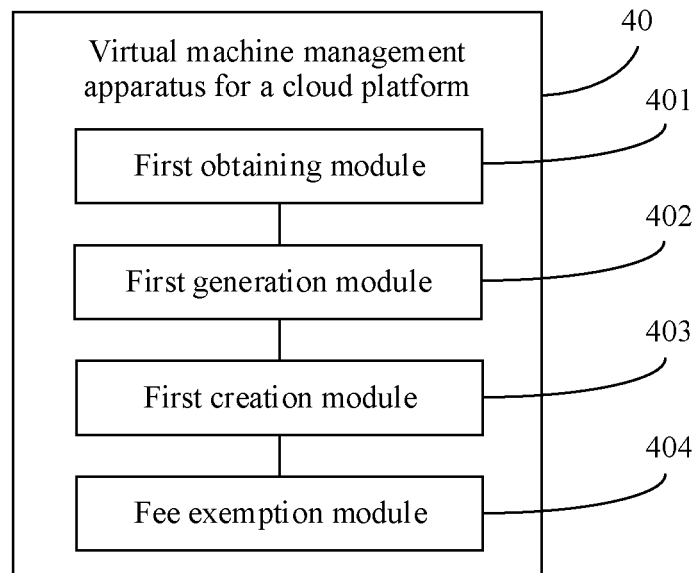 Virtual machine management
apparatus for a cloud platform
40
First obtaining module
401
First generation module
402
First creation module
403
Fee exemption module
404